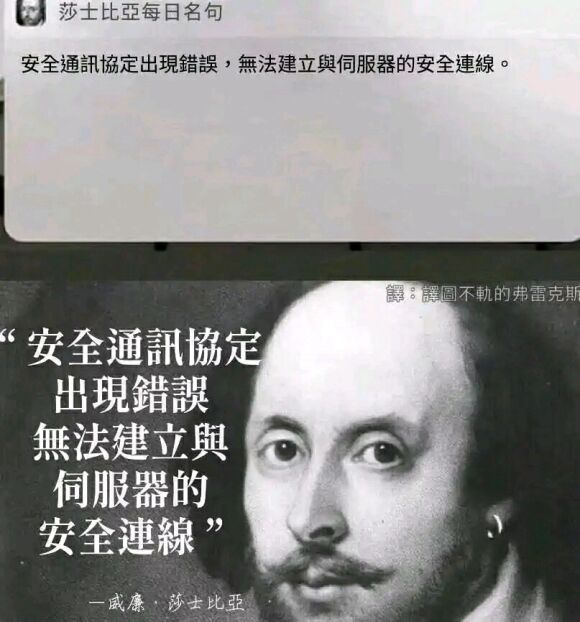 莎士比亞每日名句
安全通訊協定出現錯誤，無法建立與伺服器的安全連線。
譯：譯圖不軌的弗雷克斯
“安全通訊協定
出現錯誤
無法建立與
伺服器的
安全連線”
—威廉·莎士比亞